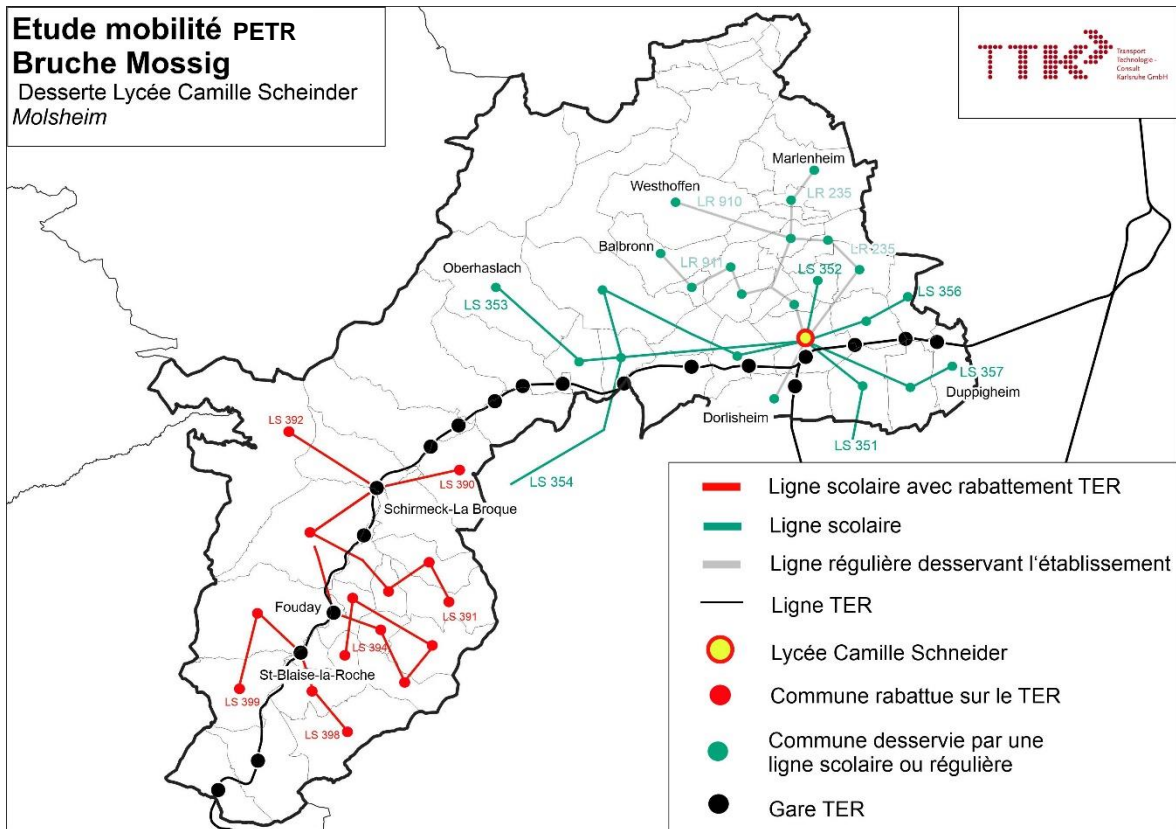 Etude mobilité PETR
Bruche Mossig
Desserte Lycée Camille Scheinder
Molsheim
TTK
Transport
Technologie -
Consult
Karlsruhe GmbH
Marlenheim
Westhoffen
LR 910
LR 235
Balbronn
LR 911
LR 235
Oberhaslach
LS 352
LS 353
LS 356
LS 357
Duppigheim
Dorlisheim
LS 351
LS 392
LS 390
LS 354
Schirmeck-La Broque
Fouday
LS 391
LS 394
St-Blaise-la-Roche
LS 399
LS 398
Ligne scolaire avec rabattement TER
Ligne scolaire
Ligne régulière desservant l'établissement
Ligne TER
Lycée Camille Schneider
Commune rabattue sur le TER
Commune desservie par une
ligne scolaire ou régulière
Gare TER